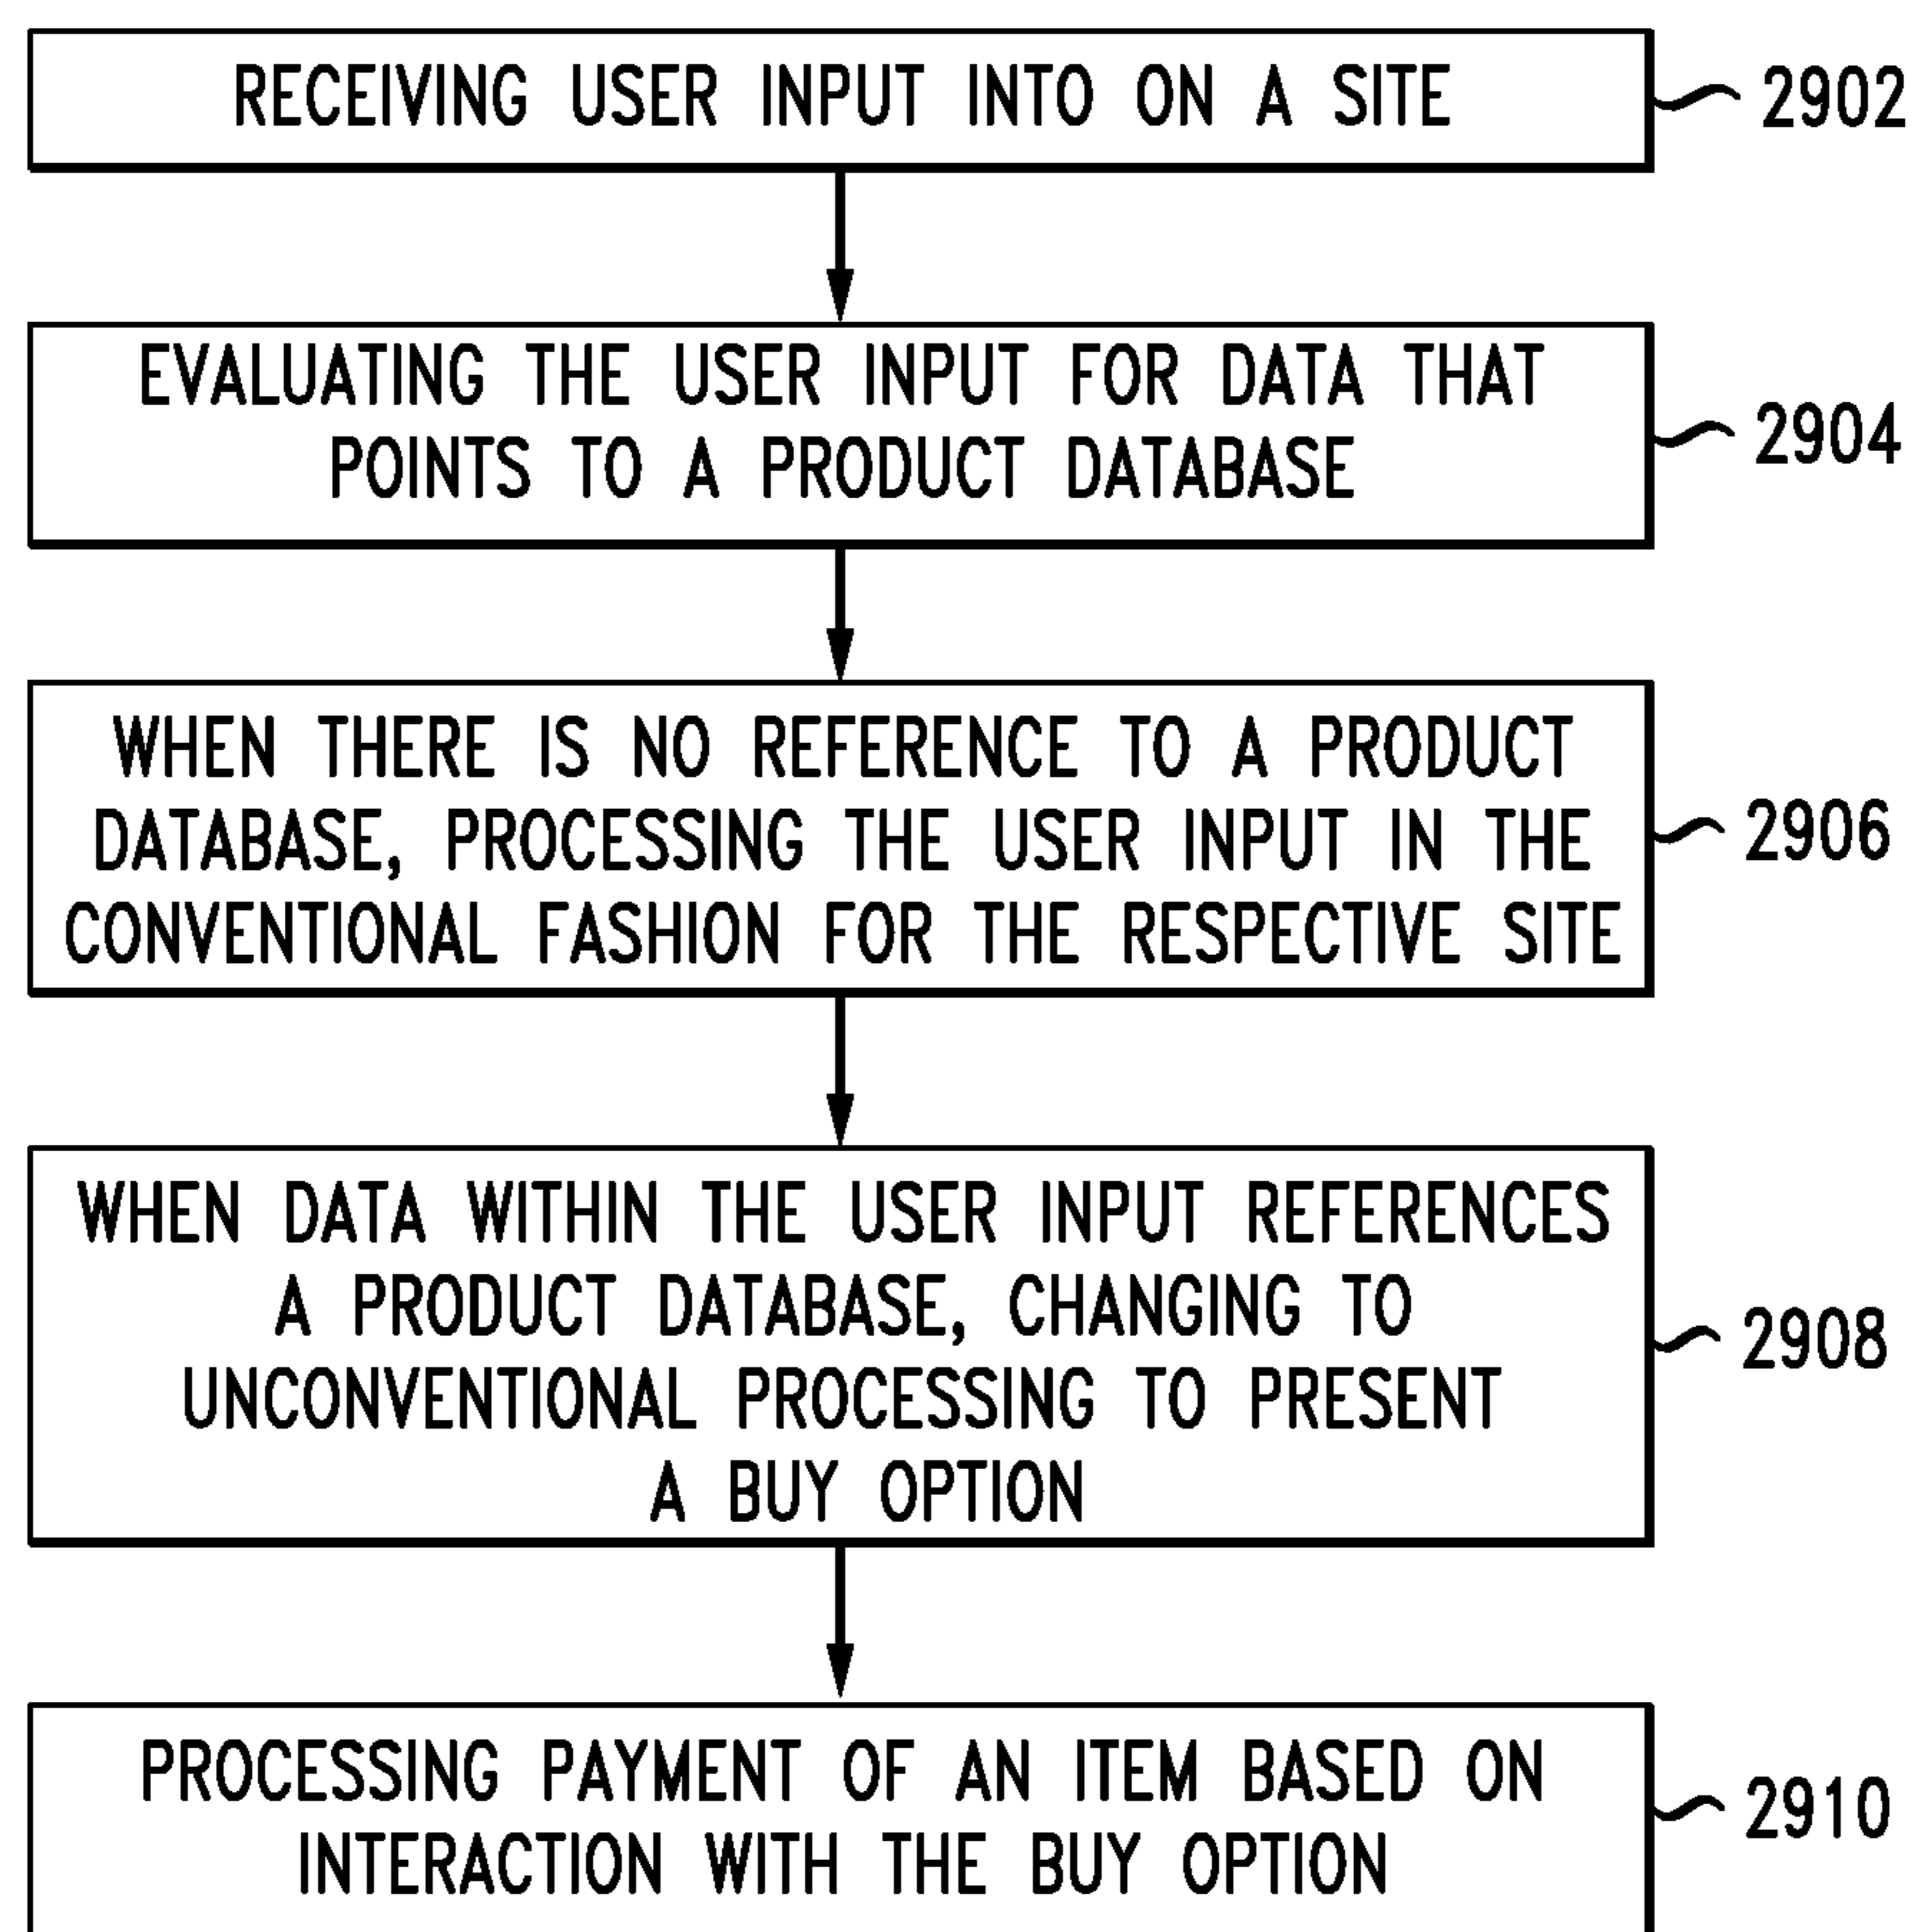 RECEIVING USER INPUT INTO ON A SITE
2902
EVALUATING THE USER INPUT FOR DATA THAT
POINTS TO A PRODUCT DATABASE
2904
WHEN THERE IS NO REFERENCE TO A PRODUCT
DATABASE, PROCESSING THE USER INPUT IN THE
CONVENTIONAL FASHION FOR THE RESPECTIVE SITE
2906
WHEN DATA WITHIN THE USER INPUT REFERENCES
A PRODUCT DATABASE, CHANGING TO
UNCONVENTIONAL PROCESSING TO PRESENT
A BUY OPTION
2908
PROCESSING PAYMENT OF AN ITEM BASED ON
INTERACTION WITH THE BUY OPTION
2910